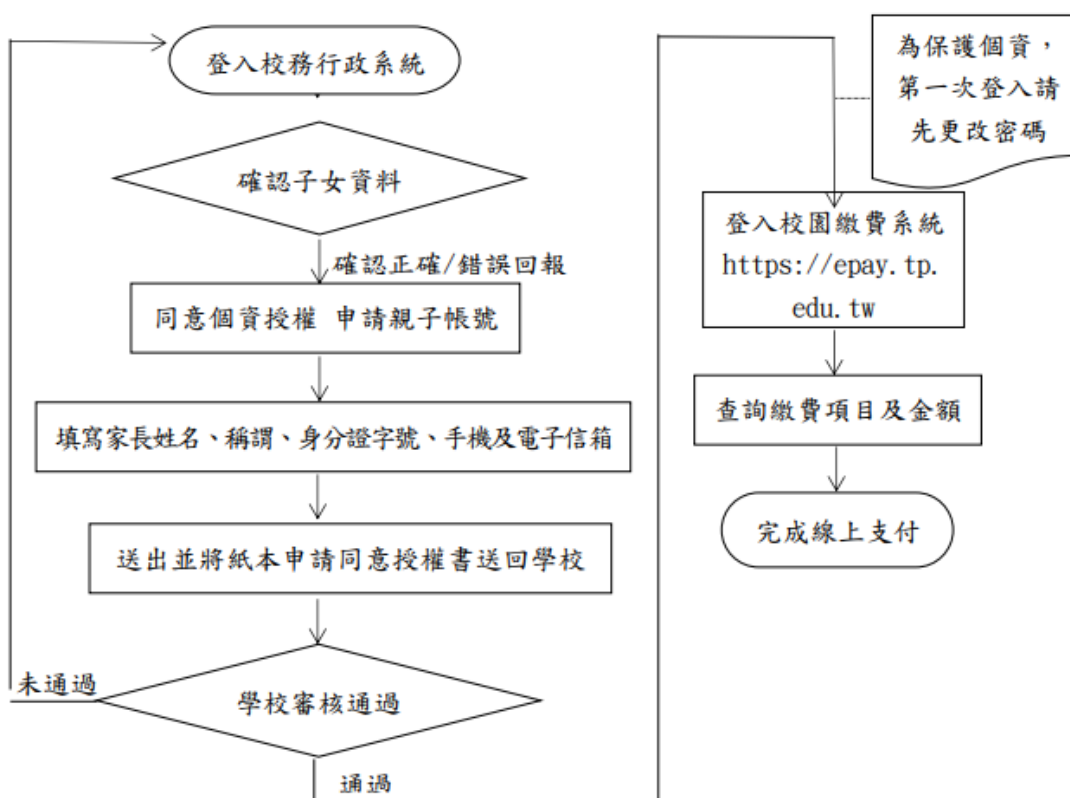 登入校務行政系統
確認子女資料
確認正確/錯誤回報
同意個資授權 申請親子帳號
填寫家長姓名、稱謂、身分證字號、手機及電子信箱
送出並將紙本申請同意授權書送回學校
學校審核通過
未通過
通過
為保護個資，
第一次登入請
先更改密碼
登入校園繳費系統
https://epay.tp.
edu.tw
查詢繳費項目及金額
完成線上支付